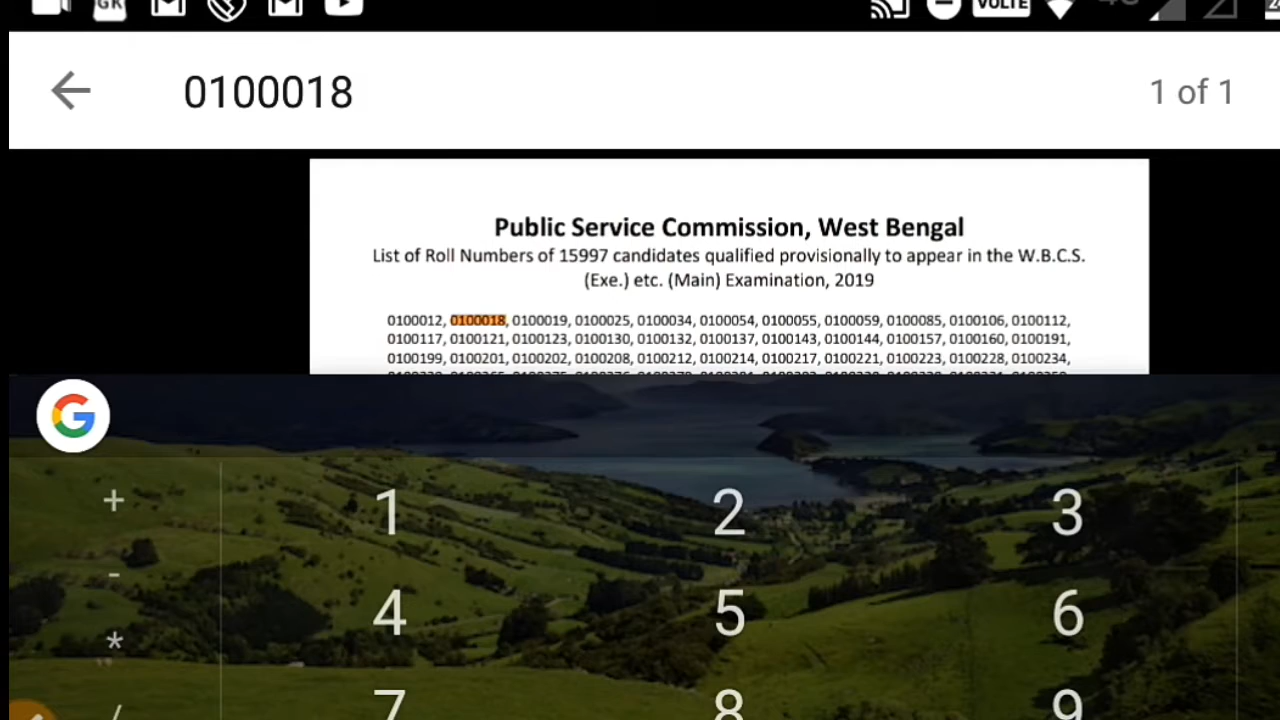 GK VOLTE
0100018 1 of 1
Public Service Commission, West Bengal
List of Roll Numbers of 15997 candidates qualified provisionally to appear in the W.B.C.S.
(Exe.) etc. (Main) Examination, 2019
0100012, 0100018, 0100019, 0100025, 0100034, 0100054, 0100055, 0100059, 0100085, 0100106, 0100112,
0100117, 0100121, 0100123, 0100130, 0100132, 0100137, 0100143, 0100144, 0100157, 0100160, 0100191,
0100199, 0100201, 0100202, 0100208, 0100212, 0100214, 0100217, 0100221, 0100223, 0100228, 0100234,
G
+ 1 2 3
-
4 5 6
*
/ 7 8 9